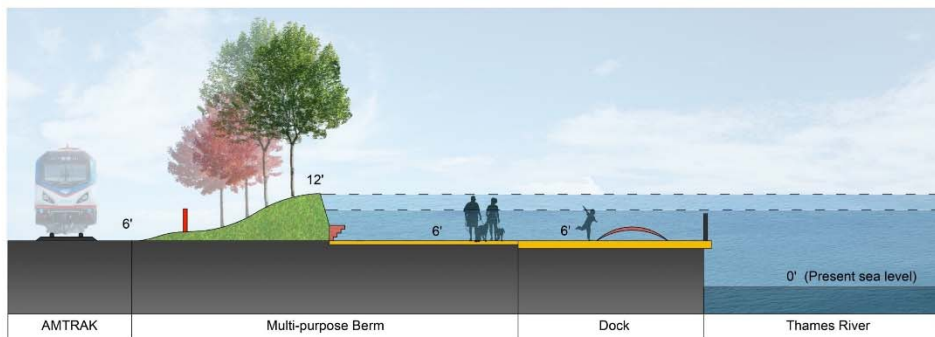 12'
6'
6'
6'
0' (Present sea level)
AMTRAK
Multi-purpose Berm
Dock
Thames River